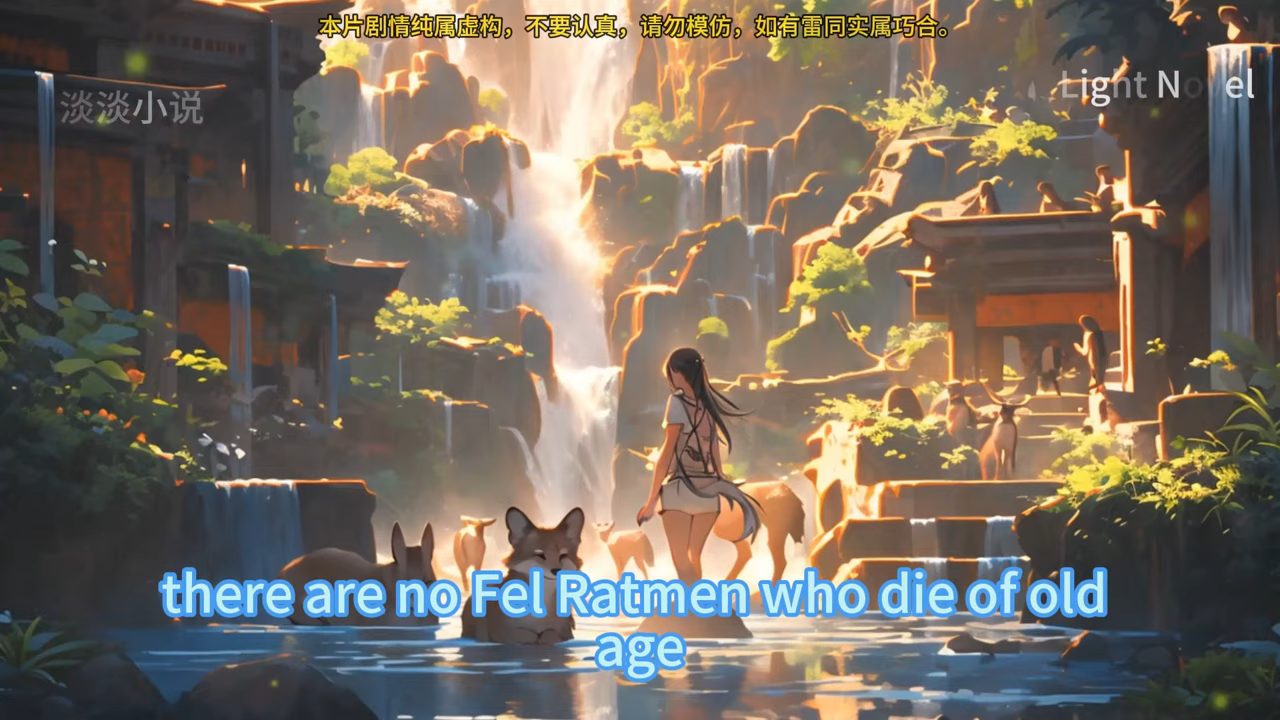 本片剧情纯属虚构，不要认真，请勿模仿，如有雷同实属巧合。
淡淡小说
Light Novel
there are no Fel Ratmen who die of old
age